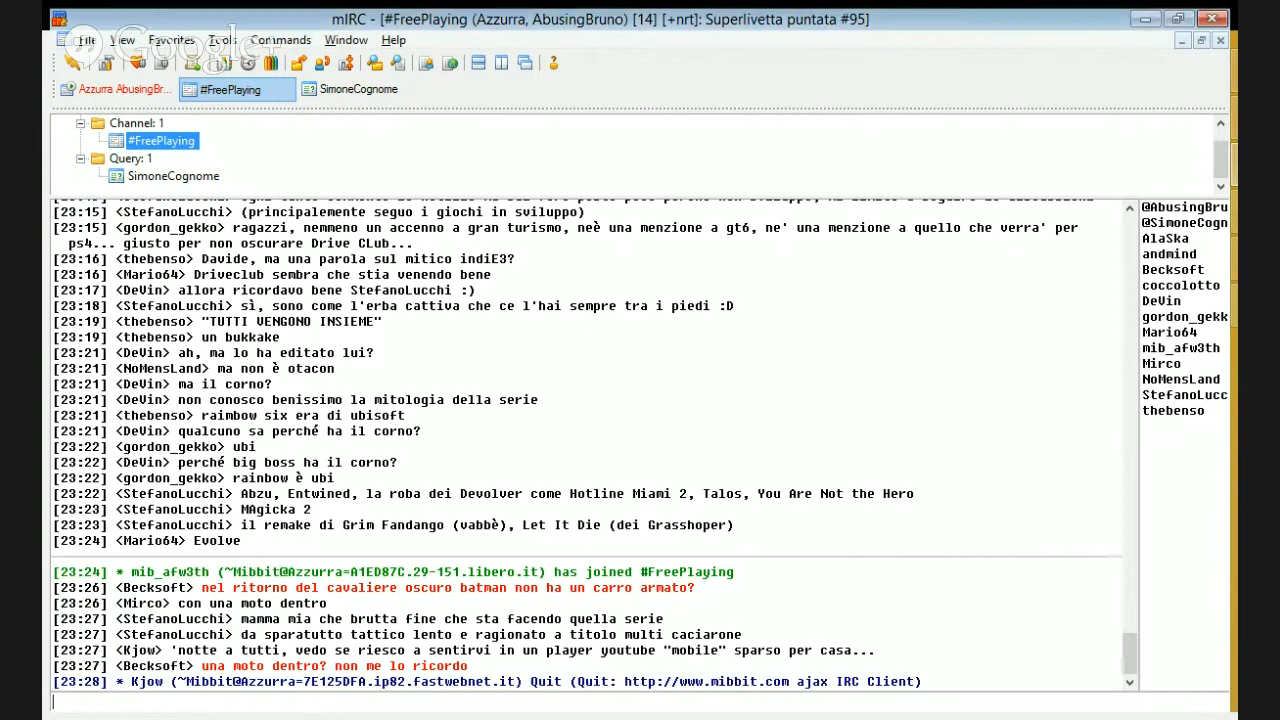 mIRC - [#FreePlaying (Azzurra, AbusingBruno) [14] [+nrt]: Superlivetta puntata #95]
File View Favorites Tools Commands Window Help
Google+
Azzurra AbusingBr... #FreePlaying SimoneCognome
Channel: 1
#FreePlaying
Query: 1
SimoneCognome
[23:15] <StefanoLucchi> (principalmente seguo i giochi in sviluppo)
[23:15] <gordon_gekko> ragazzi, nemmeno un accenno a gran turismo, neè una menzione a gt6, ne' una menzione a quello che verra' per
ps4... giusto per non oscurare Drive CLub...
[23:16] <thebenso> Davide, ma una parola sul mitico indiE3?
[23:16] <Mario64> Driveclub sembra che stia venendo bene
[23:17] <DeVin> allora ricordavo bene StefanoLucchi :)
[23:18] <StefanoLucchi> sì, sono come l'erba cattiva che ce l'hai sempre tra i piedi :D
[23:19] <thebenso> "TUTTI VENGONO INSIEME"
[23:19] <thebenso> un bukkake
[23:21] <DeVin> ah, ma lo ha editato lui?
[23:21] <NoMensLand> ma non è otacon
[23:21] <DeVin> ma il corno?
[23:21] <DeVin> non conosco benissimo la mitologia della serie
[23:21] <thebenso> raimbow six era di ubisoft
[23:21] <DeVin> qualcuno sa perché ha il corno?
[23:22] <gordon_gekko> ubi
[23:22] <DeVin> perché big boss ha il corno?
[23:22] <gordon_gekko> rainbow è ubi
[23:22] <StefanoLucchi> Abzu, Entwined, la roba dei Devolver come Hotline Miami 2, Talos, You Are Not the Hero
[23:23] <StefanoLucchi> MAgicka 2
[23:23] <StefanoLucchi> il remake di Grim Fandango (vabbè), Let It Die (dei Grasshoper)
[23:24] <Mario64> Evolve
[23:24] * mib_afw3th (~Mibbit@Azzurra=A1ED87C.29-151.libero.it) has joined #FreePlaying
[23:26] <Becksoft> nel ritorno del cavaliere oscuro batman non ha un carro armato?
[23:26] <Mirco> con una moto dentro
[23:27] <StefanoLucchi> mamma mia che brutta fine che sta facendo quella serie
[23:27] <StefanoLucchi> da sparatutto tattico lento e ragionato a titolo multi caciarone
[23:27] <Kjow> 'notte a tutti, vedo se riesco a sentirvi in un player youtube "mobile" sparso per casa...
[23:27] <Becksoft> una moto dentro? non me lo ricordo
[23:28] * Kjow (~Mibbit@Azzurra=7E125DFA.ip82.fastwebnet.it) Quit (Quit: http://www.mibbit.com ajax IRC Client)
@AbusingBru
@SimoneCogn
AlaSka
andmind
Becksoft
coccolotto
DeVin
gordon_gekk
Mario64
mib_afw3th
Mirco
NoMensLand
StefanoLucc
thebenso